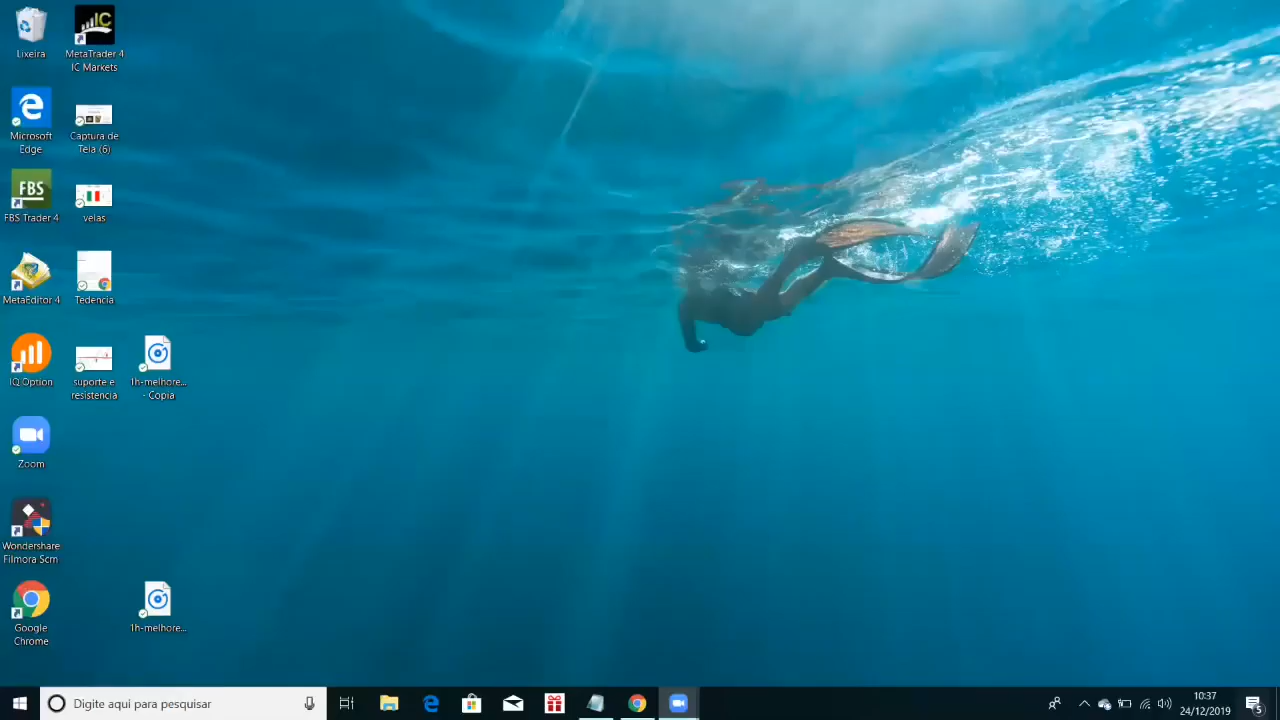 Lixeira
MetaTrader 4
IC Markets
Microsoft
Edge
Captura de
Tela (6)
FBS
FBS Trader 4
velas
MetaEditor 4
Tedencia
IQ Option
suporte e
resistencia
1h-melhore...
- Copia
Zoom
Wondershare
Filmora Scrn
Google
Chrome
1h-melhore...
Digite aqui para pesquisar
10:37
24/12/2019
5